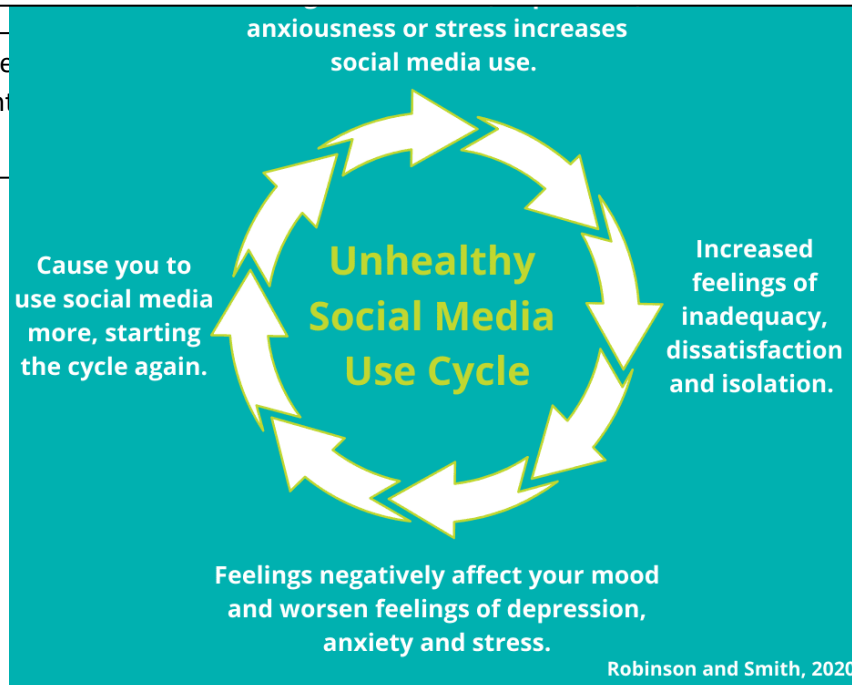 anxiousness or stress increases
social media use.
Unhealthy
Social Media
Use Cycle
Increased
feelings of
inadequacy,
dissatisfaction
and isolation.
Feelings negatively affect your mood
and worsen feelings of depression,
anxiety and stress.
Cause you to
use social media
more, starting
the cycle again.
Robinson and Smith, 2020